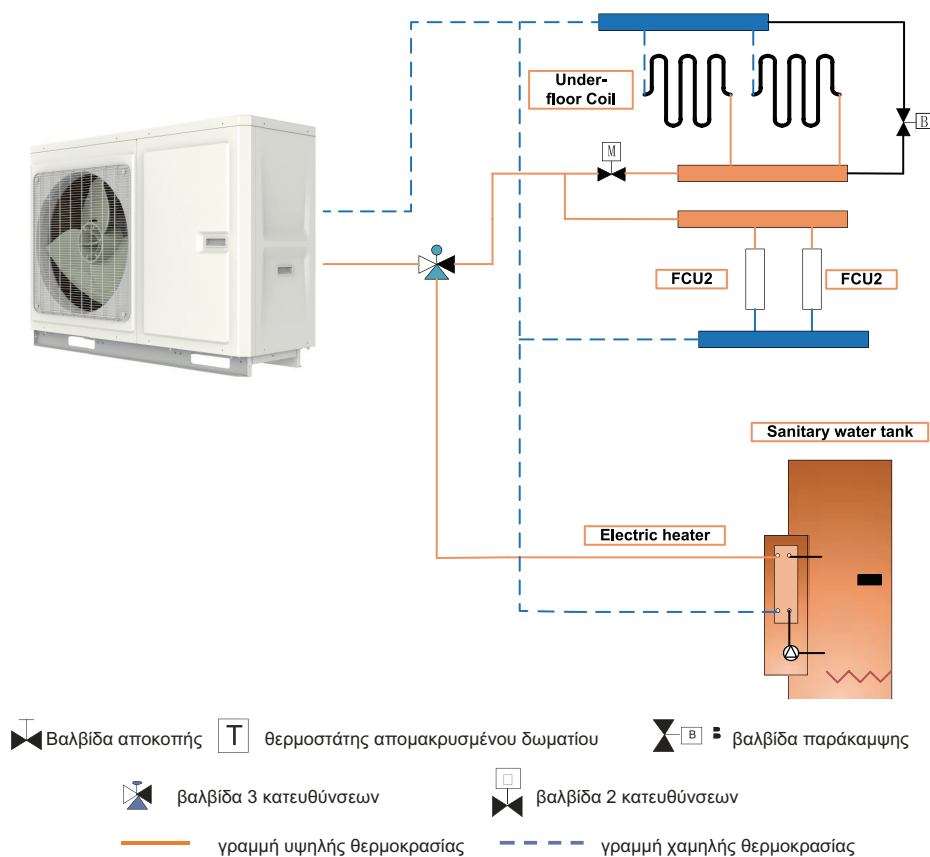 Under-
floor Coil
B
M
FCU2
FCU2
Sanitary water tank
Electric heater
Βαλβίδα αποκοπής
T
θερμοστάτης απομακρυσμένου δωματίου
B
βαλβίδα παράκαμψης
βαλβίδα 3 κατευθύνσεων
βαλβίδα 2 κατευθύνσεων
γραμμή υψηλής θερμοκρασίας
γραμμή χαμηλής θερμοκρασίας